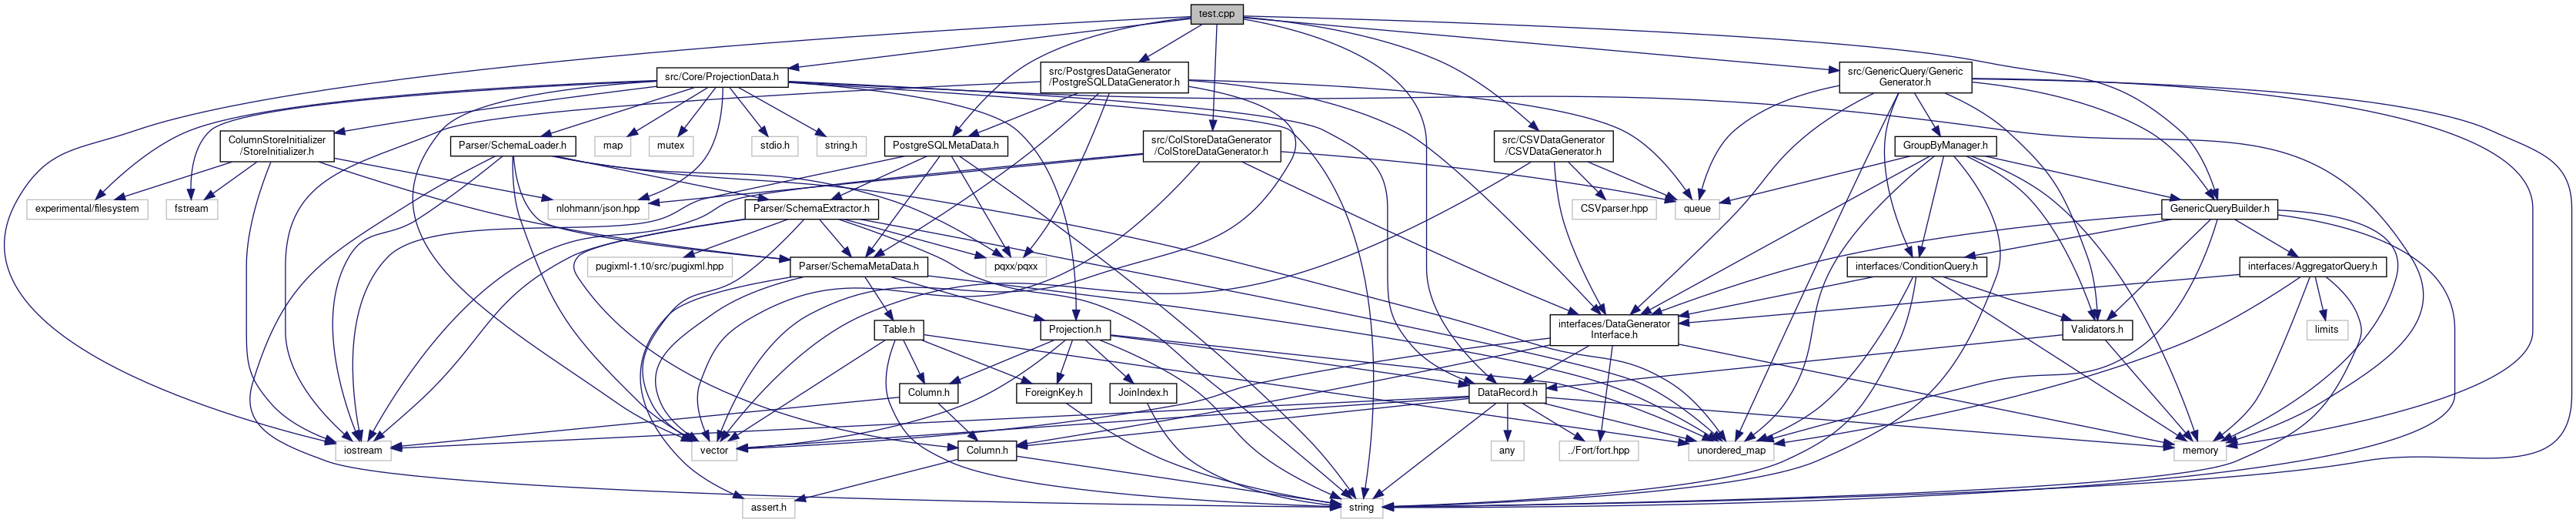 test.cpp
src/Core/ProjectionData.h
src/PostgresDataGenerator
/PostgreSQLDataGenerator.h
src/GenericQuery/Generic
Generator.h
ColumnStoreInitializer
/StoreInitializer.h
Parser/SchemaLoader.h
map
mutex
stdio.h
string.h
PostgreSQLMetaData.h
src/ColStoreDataGenerator
/ColStoreDataGenerator.h
src/CSVDataGenerator
/CSVDataGenerator.h
GroupByManager.h
experimental/filesystem
fstream
nlohmann/json.hpp
Parser/SchemaExtractor.h
CSVparser.hpp
queue
GenericQueryBuilder.h
pugixml-1.10/src/pugixml.hpp
Parser/SchemaMetaData.h
pqxx/pqxx
interfaces/ConditionQuery.h
interfaces/AggregatorQuery.h
Table.h
Projection.h
interfaces/DataGenerator
Interface.h
Validators.h
limits
Column.h
ForeignKey.h
JoinIndex.h
DataRecord.h
iostream
vector
Column.h
any
../Fort/fort.hpp
unordered_map
memory
assert.h
string